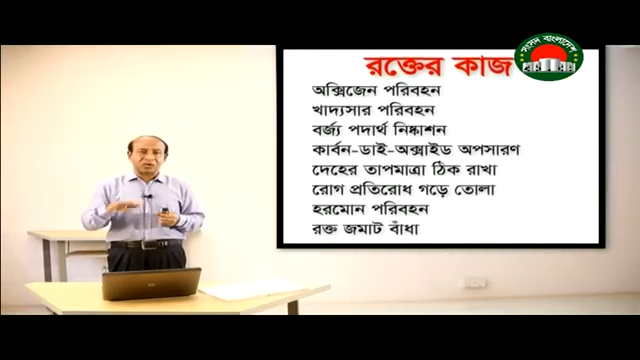 রক্তের কাজ
সংসদ বাংলাদেশ
অক্সিজেন পরিবহন
খাদ্যসার পরিবহন
বর্জ্য পদার্থ নিষ্কাশন
কার্বন-ডাই-অক্সাইড অপসারণ
দেহের তাপমাত্রা ঠিক রাখা
রোগ প্রতিরোধ গড়ে তোলা
হরমোন পরিবহন
রক্ত জমাট বাঁধা